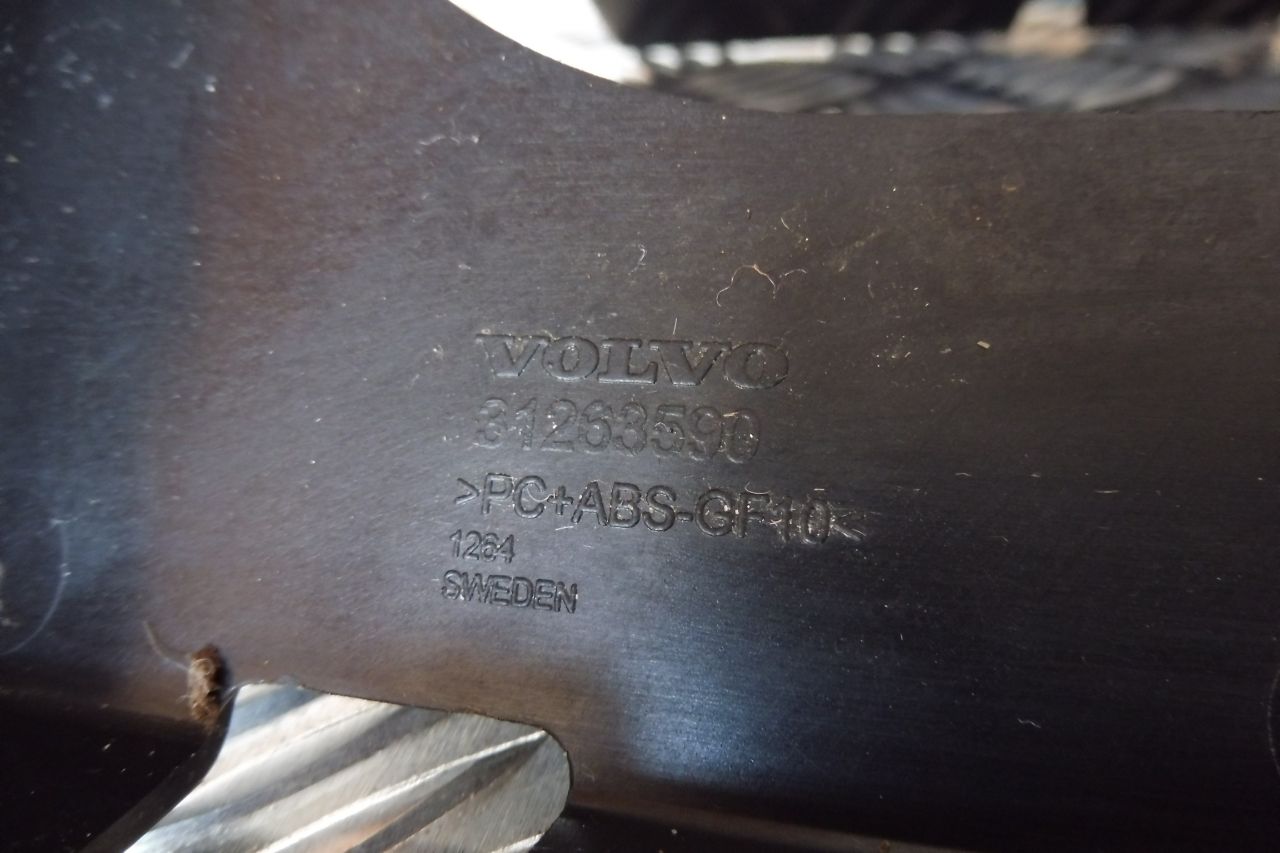 VOLVO
31263590
>PC+ABS-GF10<
1264
SWEDEN